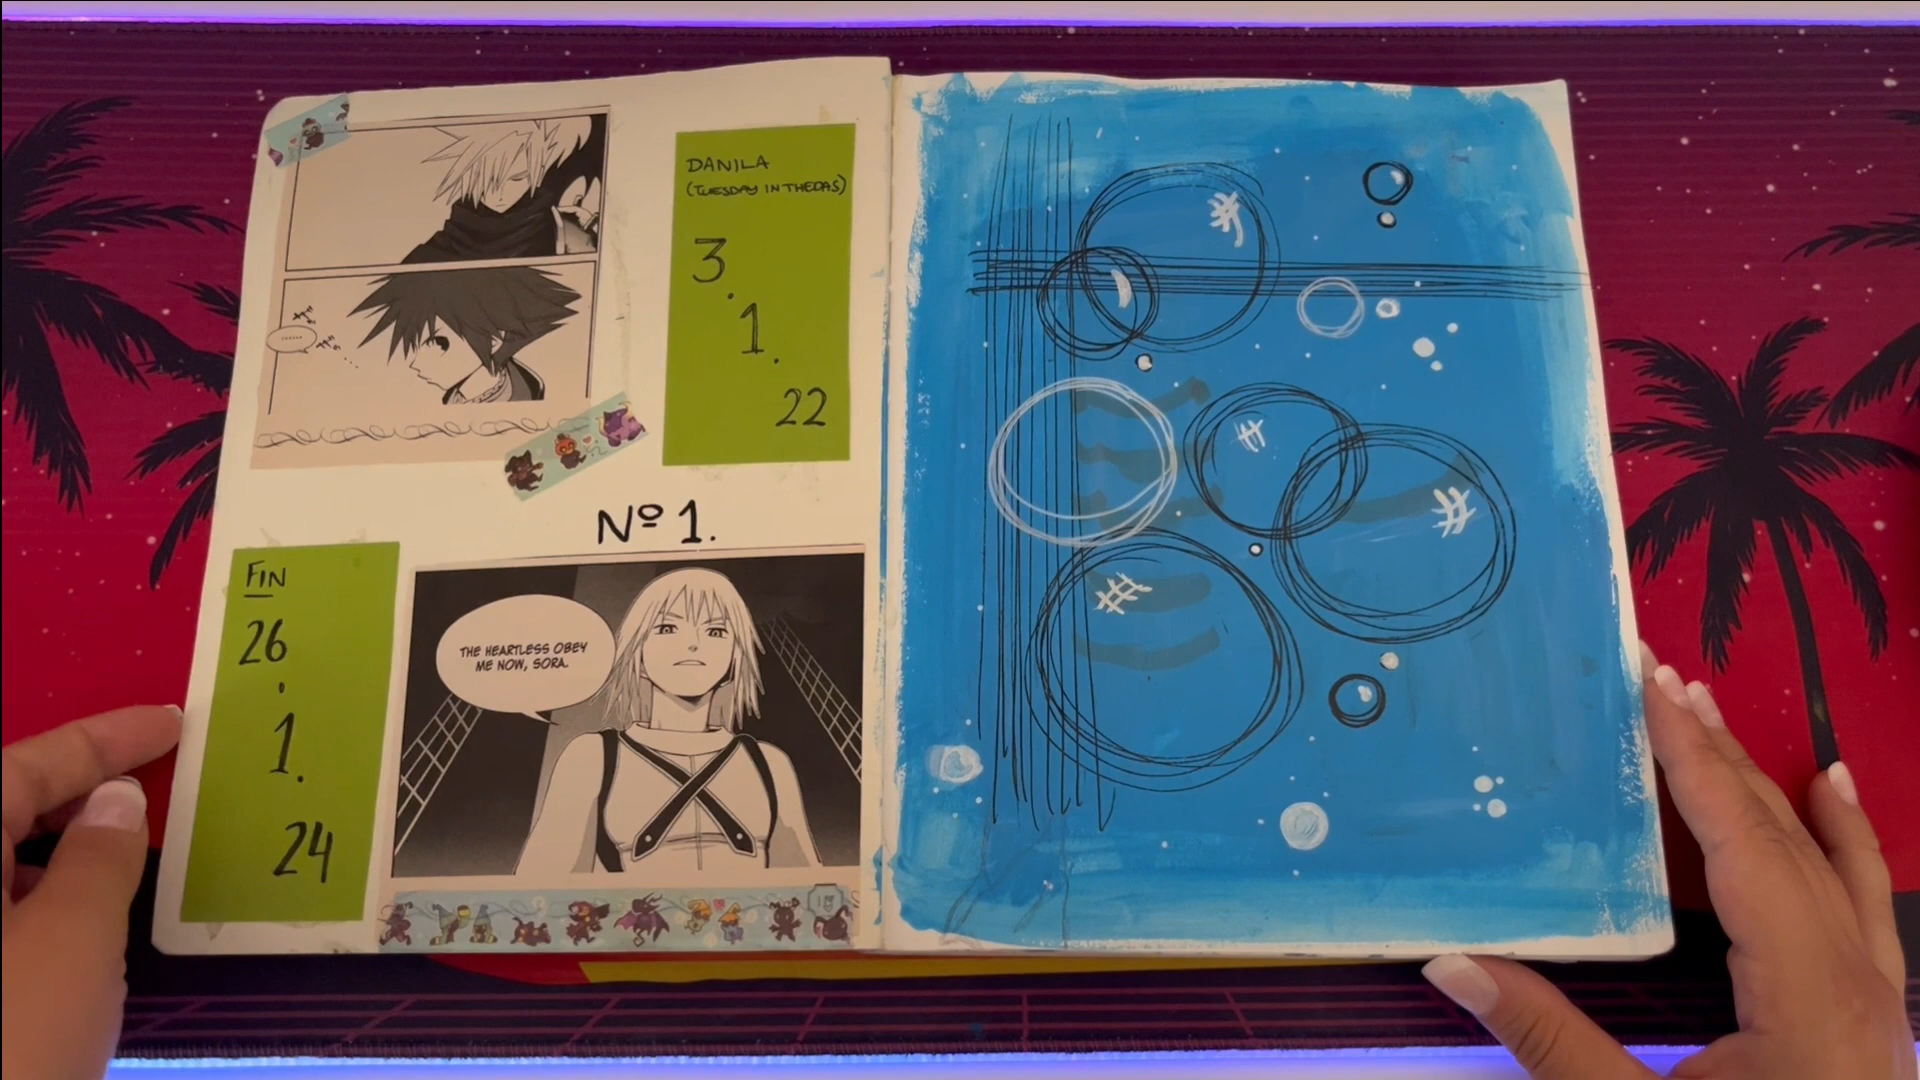 DANILA
(TUESDAY IN THEDAS)
3.
1.
22
......
Nº 1.
FIN
26
.
1.
24
THE HEARTLESS OBEY
ME NOW, SORA.